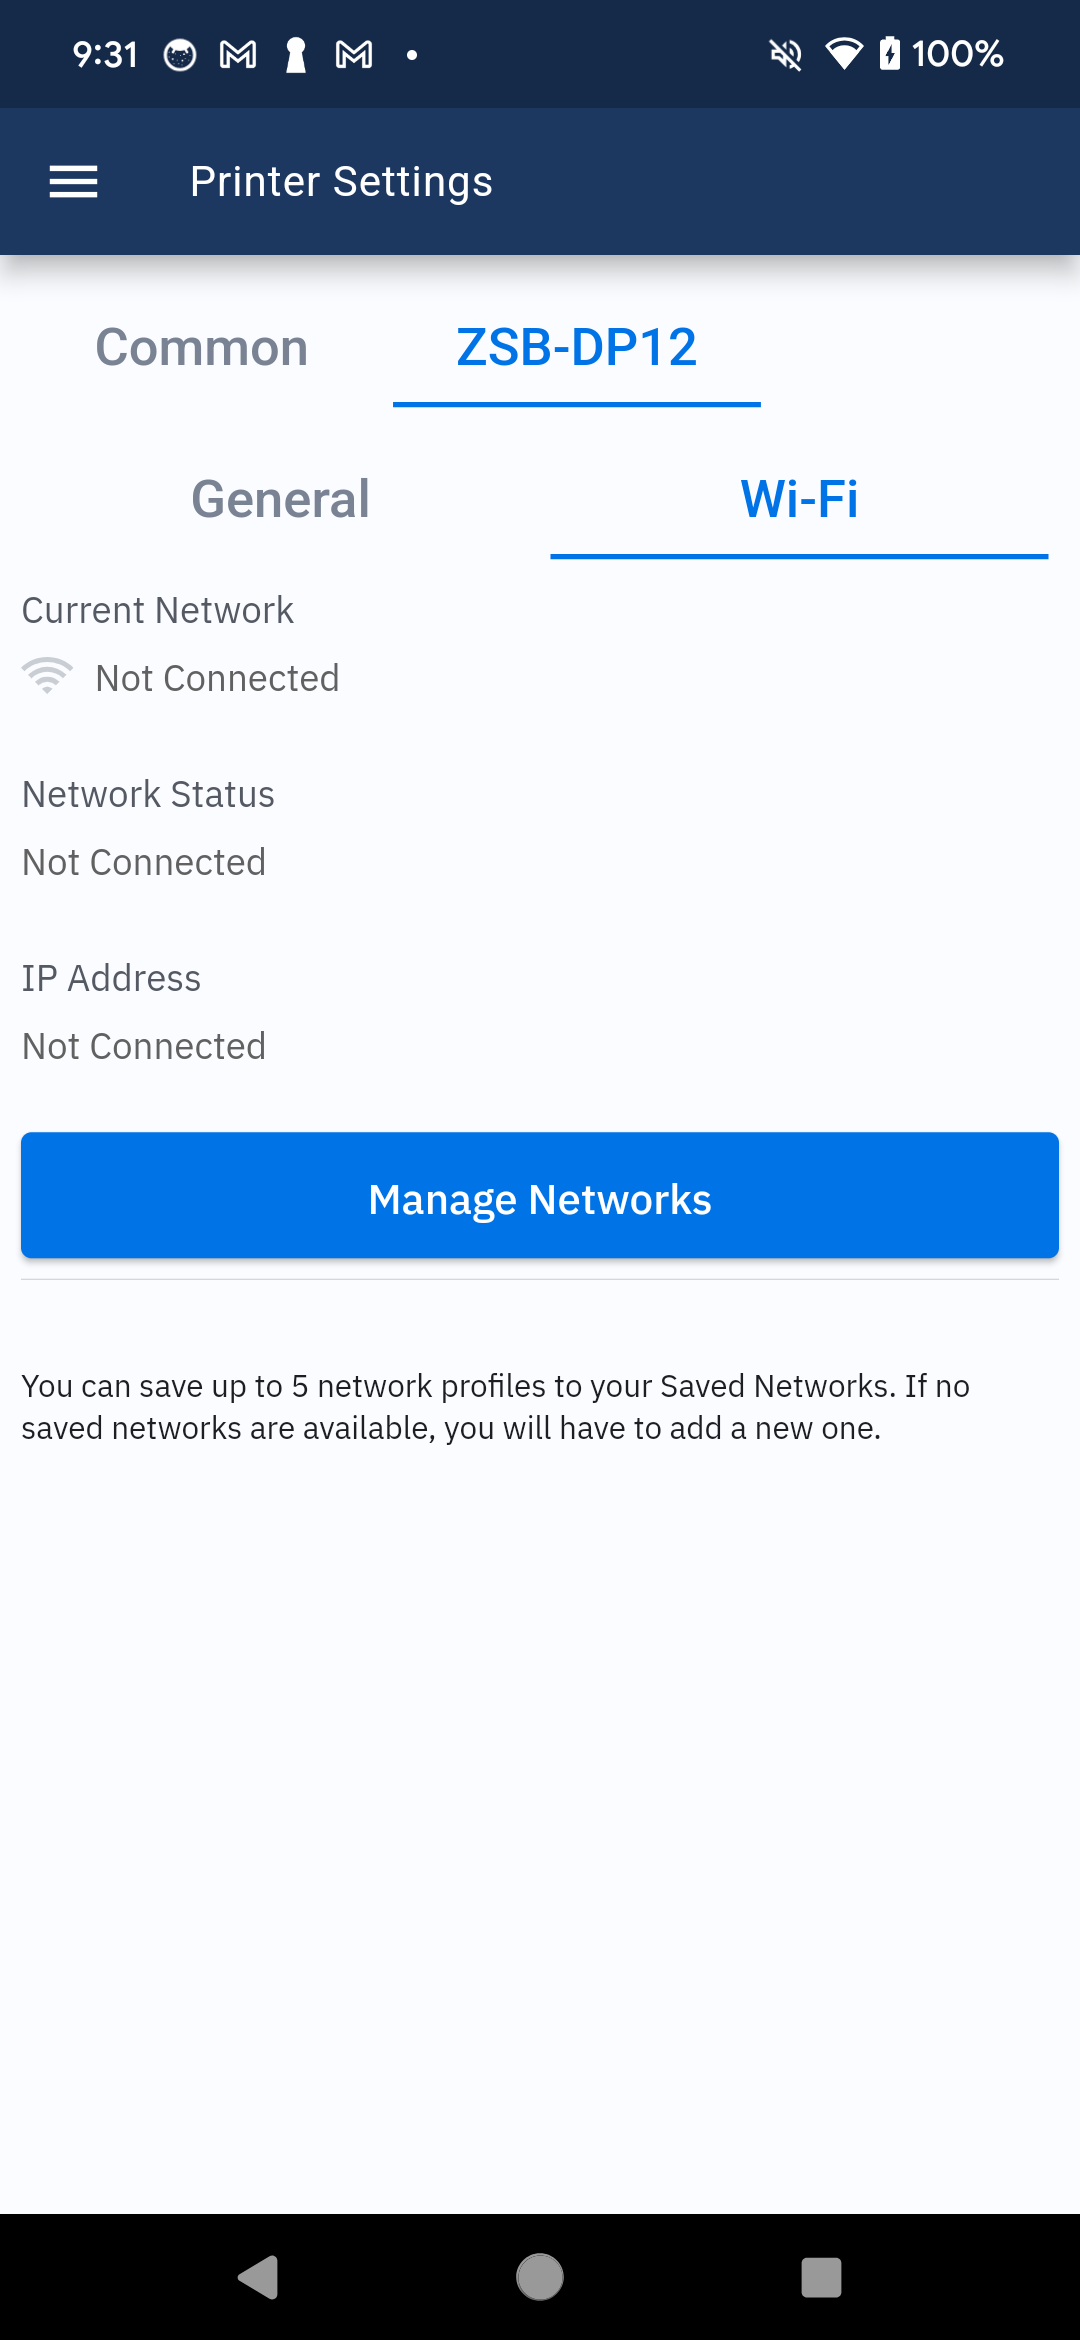 9:31 100%
Printer Settings
Common ZSB-DP12
General Wi-Fi
Current Network
Not Connected
Network Status
Not Connected
IP Address
Not Connected
Manage Networks
You can save up to 5 network profiles to your Saved Networks. If no
saved networks are available, you will have to add a new one.